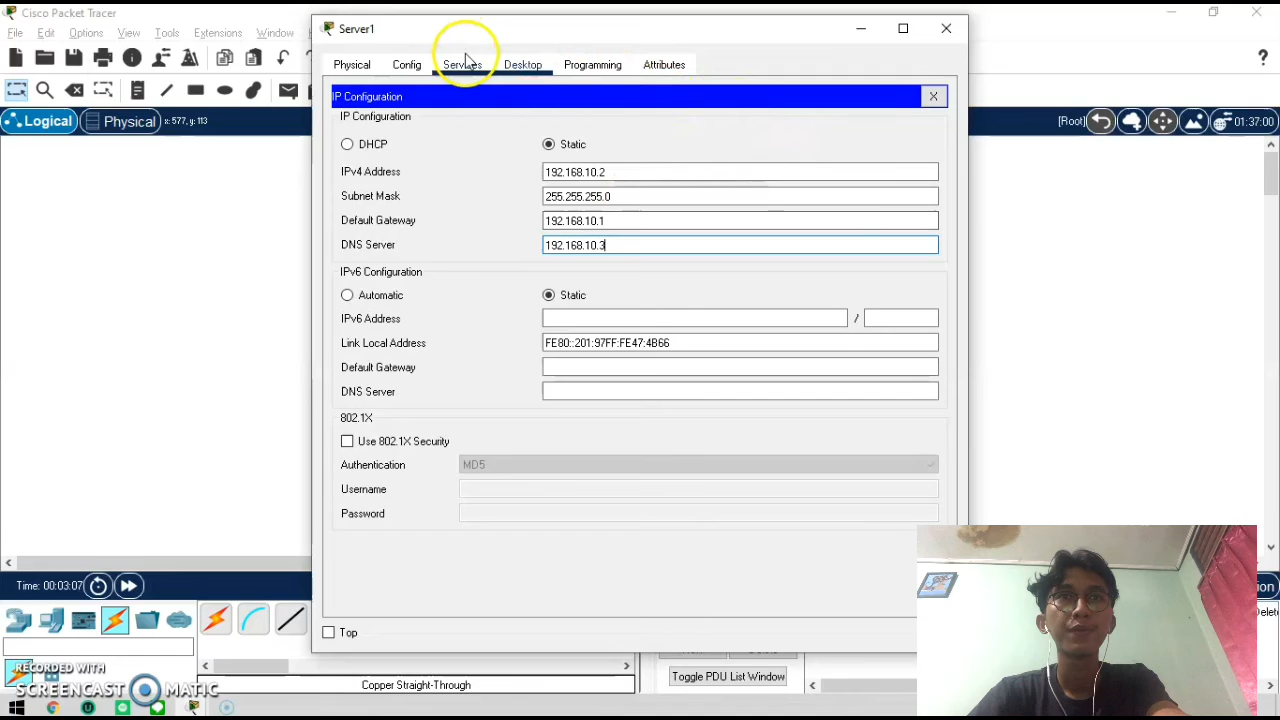 Cisco Packet Tracer
File Edit Options View Tools Extensions Window
Server1
Physical Config Services Desktop Programming Attributes
Logical Physical x: 577, y: 113
[Root] 01:37:00
IP Configuration X
IP Configuration
DHCP Static
IPv4 Address 192.168.10.2
Subnet Mask 255.255.255.0
Default Gateway 192.168.10.1
DNS Server 192.168.10.3
IPv6 Configuration
Automatic Static
IPv6 Address /
Link Local Address FE80::201:97FF:FE47:4B66
Default Gateway
DNS Server
802.1X
Use 802.1X Security
Authentication MD5
Username
Password
Top
Time: 00:03:07
Toggle PDU List Window
Copper Straight-Through
RECORDED WITH
SCREENCAST MATIC